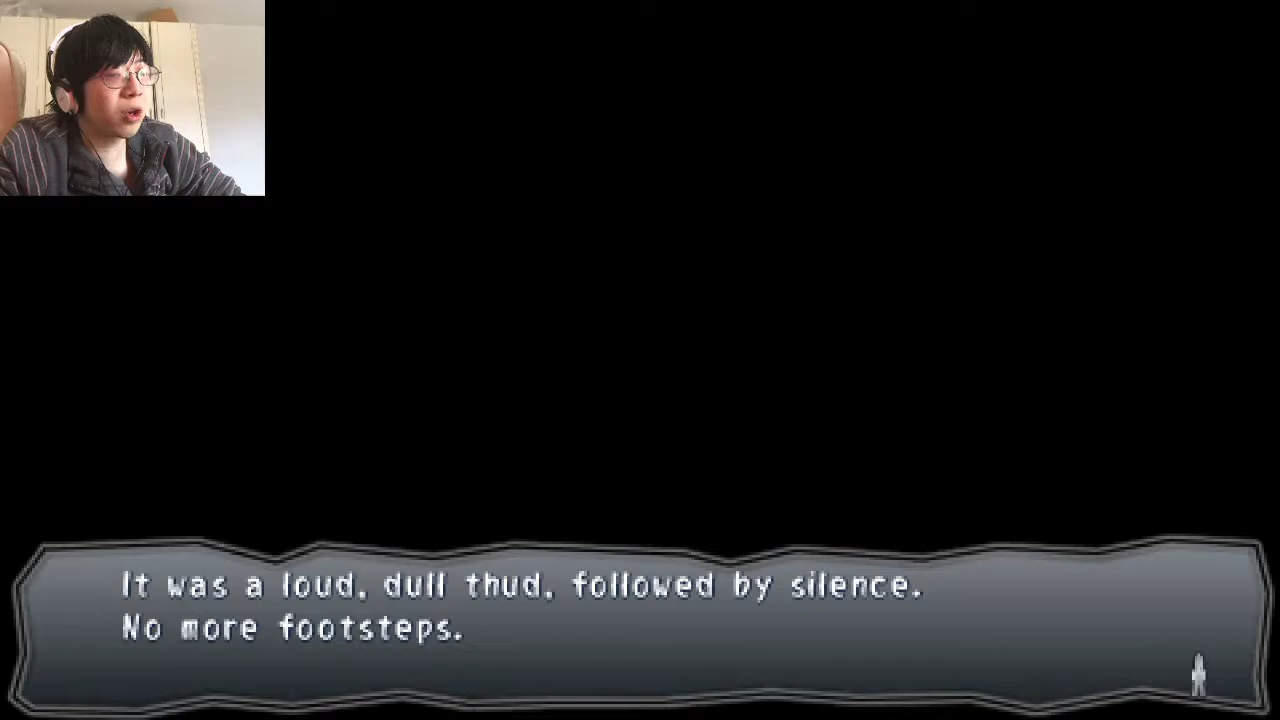 It was a loud, dull thud, followed by silence.
No more footsteps.